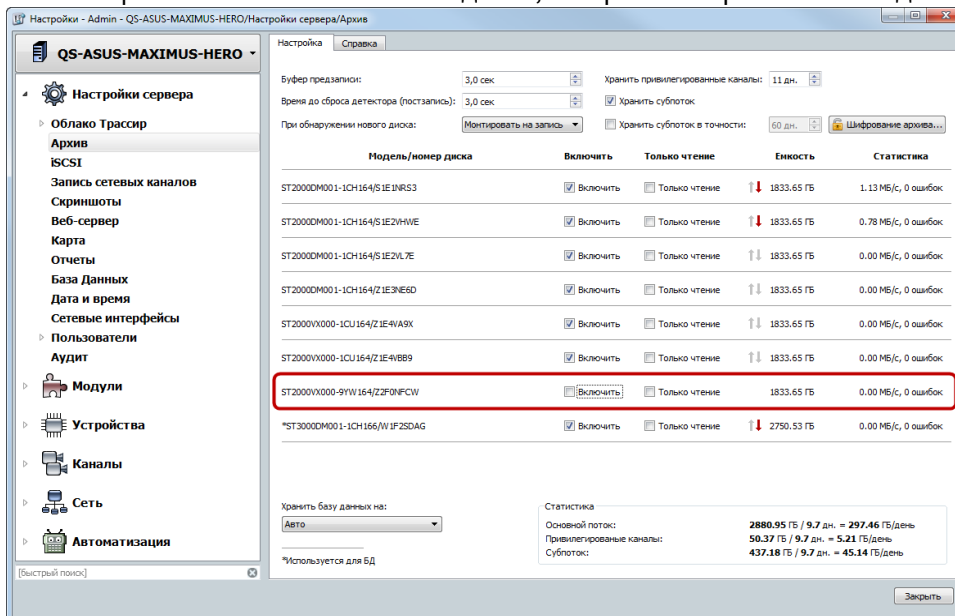 Настройки - Admin - QS-ASUS-MAXIMUS-HERO/Настройки сервера/Архив
QS-ASUS-MAXIMUS-HERO
Настройки сервера
Облако Трассир
Архив
iSCSI
Запись сетевых каналов
Скриншоты
Веб-сервер
Карта
Отчеты
База Данных
Дата и время
Сетевые интерфейсы
Пользователи
Аудит
Модули
Устройства
Каналы
Сеть
Автоматизация
[быстрый поиск]
Настройка Справка
Буфер предзаписи: 3,0 сек Хранить привилегированные каналы: 11 дн.
Время до сброса детектора (постзапись): 3,0 сек Хранить субпоток
При обнаружении нового диска: Монтировать на запись Хранить субпоток в точности: 60 дн. Шифрование архива...
Модель/номер диска Включить Только чтение Емкость Статистика
ST2000DM001-1CH164/S1E1NRS3 Включить Только чтение 1833.65 ГБ 1.13 МБ/с, 0 ошибок
ST2000DM001-1CH164/S1E2VHWE Включить Только чтение 1833.65 ГБ 0.78 МБ/с, 0 ошибок
ST2000DM001-1CH164/S1E2VL7E Включить Только чтение 1833.65 ГБ 0.00 МБ/с, 0 ошибок
ST2000DM001-1CH164/Z1E3NE6D Включить Только чтение 1833.65 ГБ 0.00 МБ/с, 0 ошибок
ST2000VX000-1CU164/Z1E4VA9X Включить Только чтение 1833.65 ГБ 0.00 МБ/с, 0 ошибок
ST2000VX000-1CU164/Z1E4VBB9 Включить Только чтение 1833.65 ГБ 0.00 МБ/с, 0 ошибок
ST2000VX000-9YW164/Z2F0NFCW Включить Только чтение 1833.65 ГБ 0.00 МБ/с, 0 ошибок
*ST3000DM001-1CH166/W1F2SDAG Включить Только чтение 2750.53 ГБ 0.00 МБ/с, 0 ошибок
Хранить базу данных на:
Авто
*Используется для БД
Статистика
Основной поток: 2880.95 ГБ / 9.7 дн. = 297.46 ГБ/день
Привилегированые каналы: 50.37 ГБ / 9.7 дн. = 5.21 ГБ/день
Субпоток: 437.18 ГБ / 9.7 дн. = 45.14 ГБ/день
Закрыть